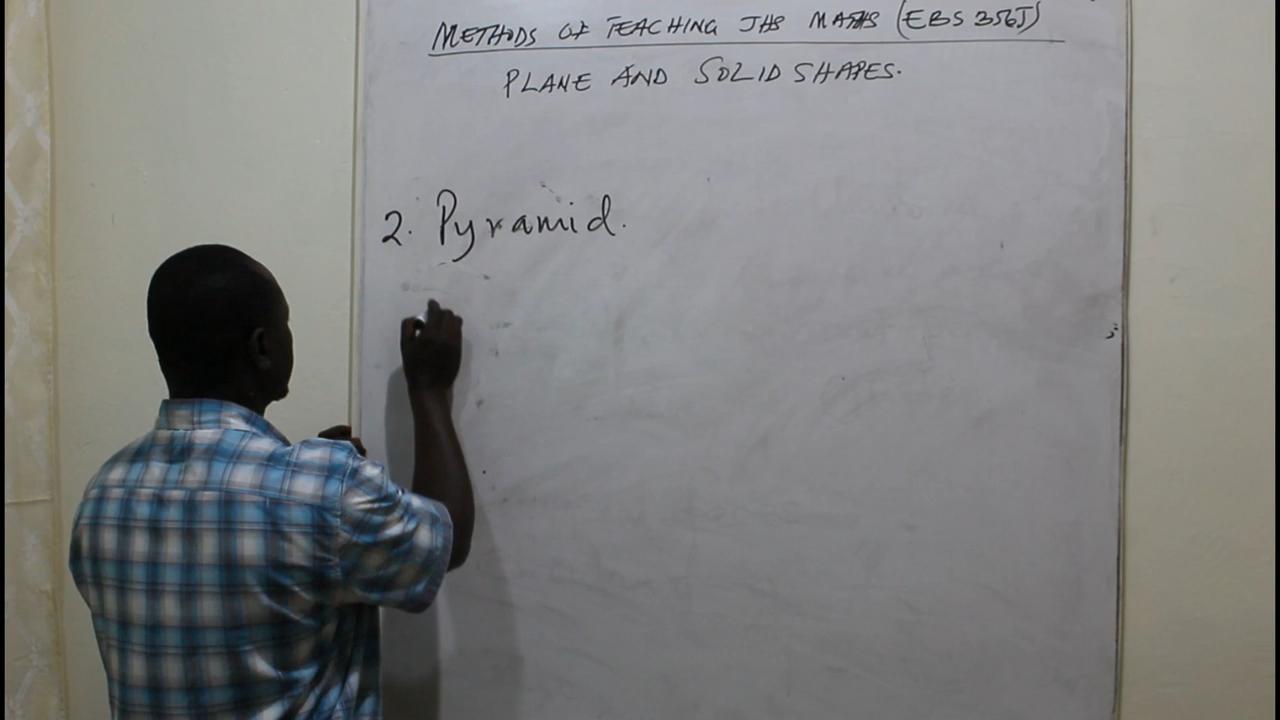 METHODS OF TEACHING JHS MATHS (EBS 356J)
PLANE AND SOLID SHAPES.
2. Pyramid.